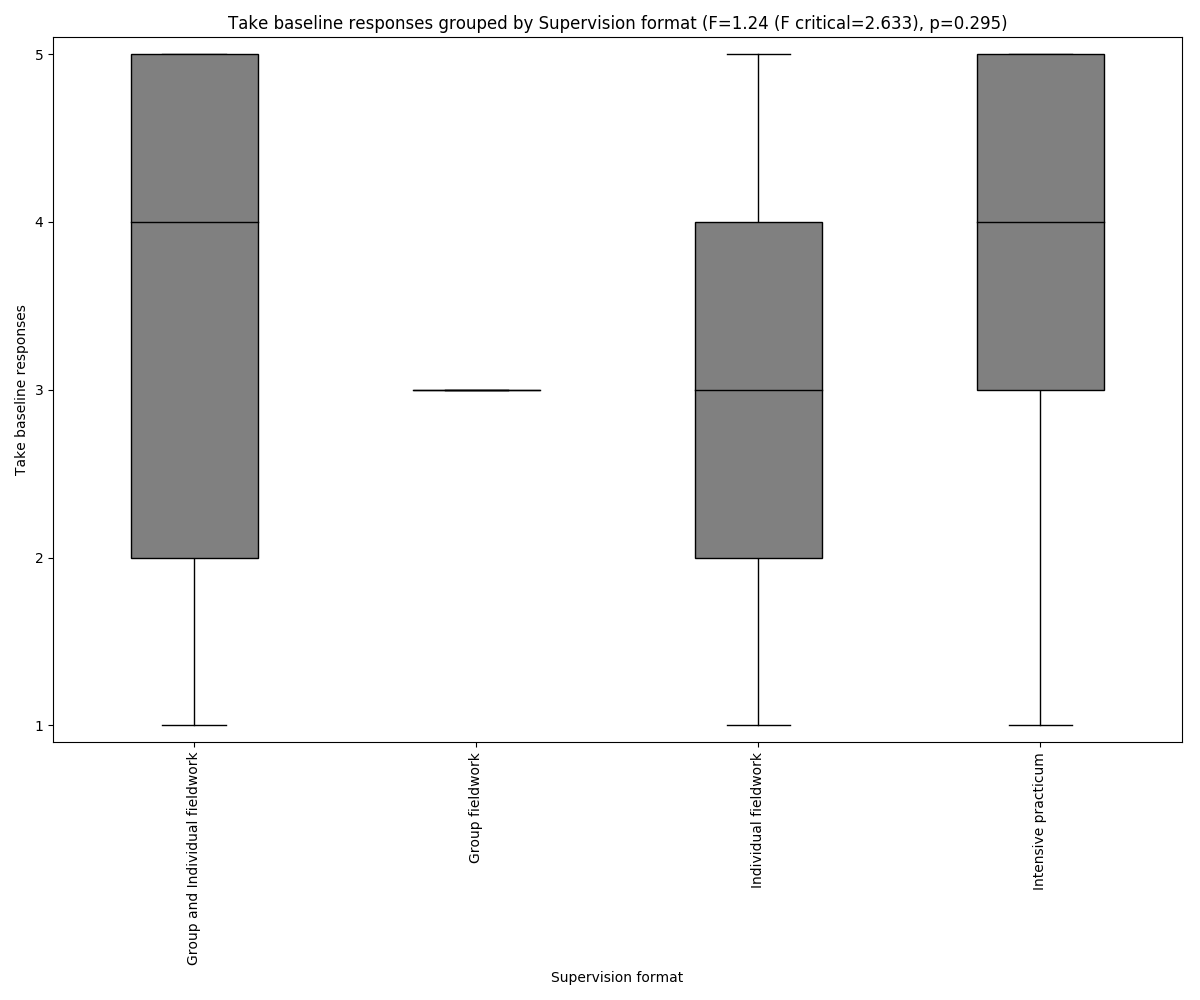 Take baseline responses grouped by Supervision format (F=1.24 (F critical=2.633), p=0.295)
5
4
3
2
1
Take baseline responses
Group and Individual fieldwork
Group fieldwork
Individual fieldwork
Intensive practicum
Supervision format